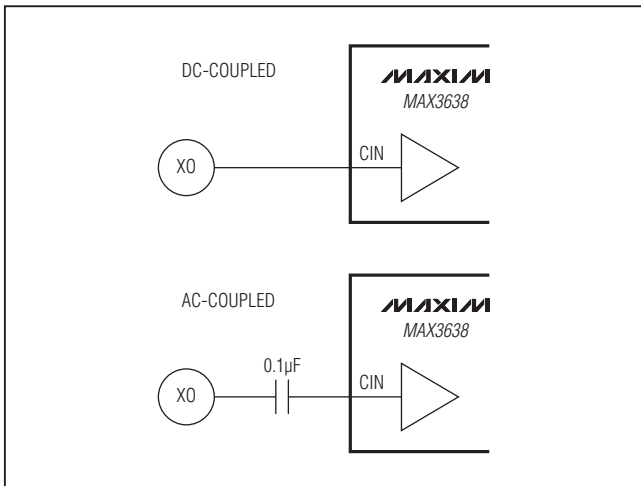 DC-COUPLED
MAXIM
MAX3638
XO
CIN
AC-COUPLED
MAXIM
MAX3638
0.1µF
XO
CIN